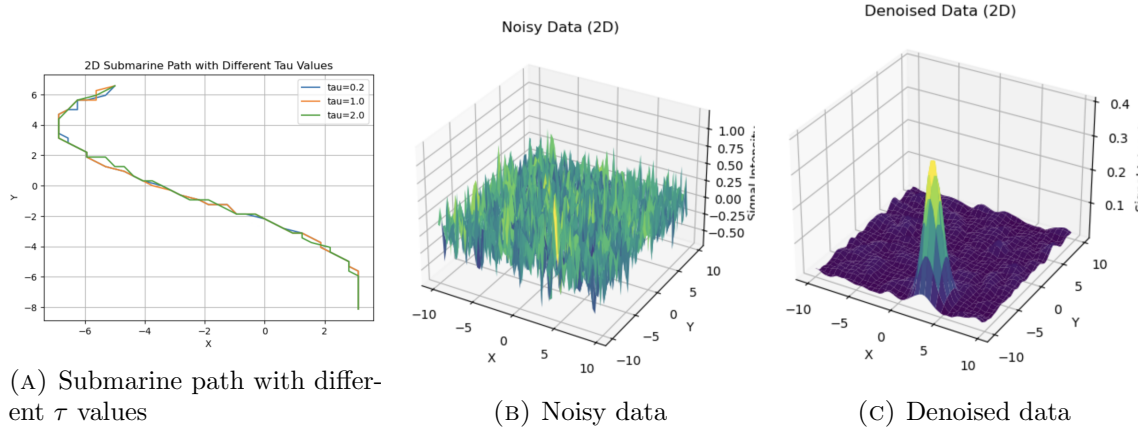 2D Submarine Path with Different Tau Values
tau=0.2
tau=1.0
tau=2.0
6
4
2
0
−2
−4
−6
−8
Y
−6
−4
−2
0
2
X
(A) Submarine path with differ-
ent τ values
Noisy Data (2D)
1.00
0.75
0.50
0.25
0.00
−0.25
−0.50
Signal Intensity
−10
−5
0
5
10
X
−10
−5
0
5
10
Y
(B) Noisy data
Denoised Data (2D)
0.4
0.3
0.2
0.1
−10
−5
0
5
10
X
−10
−5
0
5
10
Y
(C) Denoised data